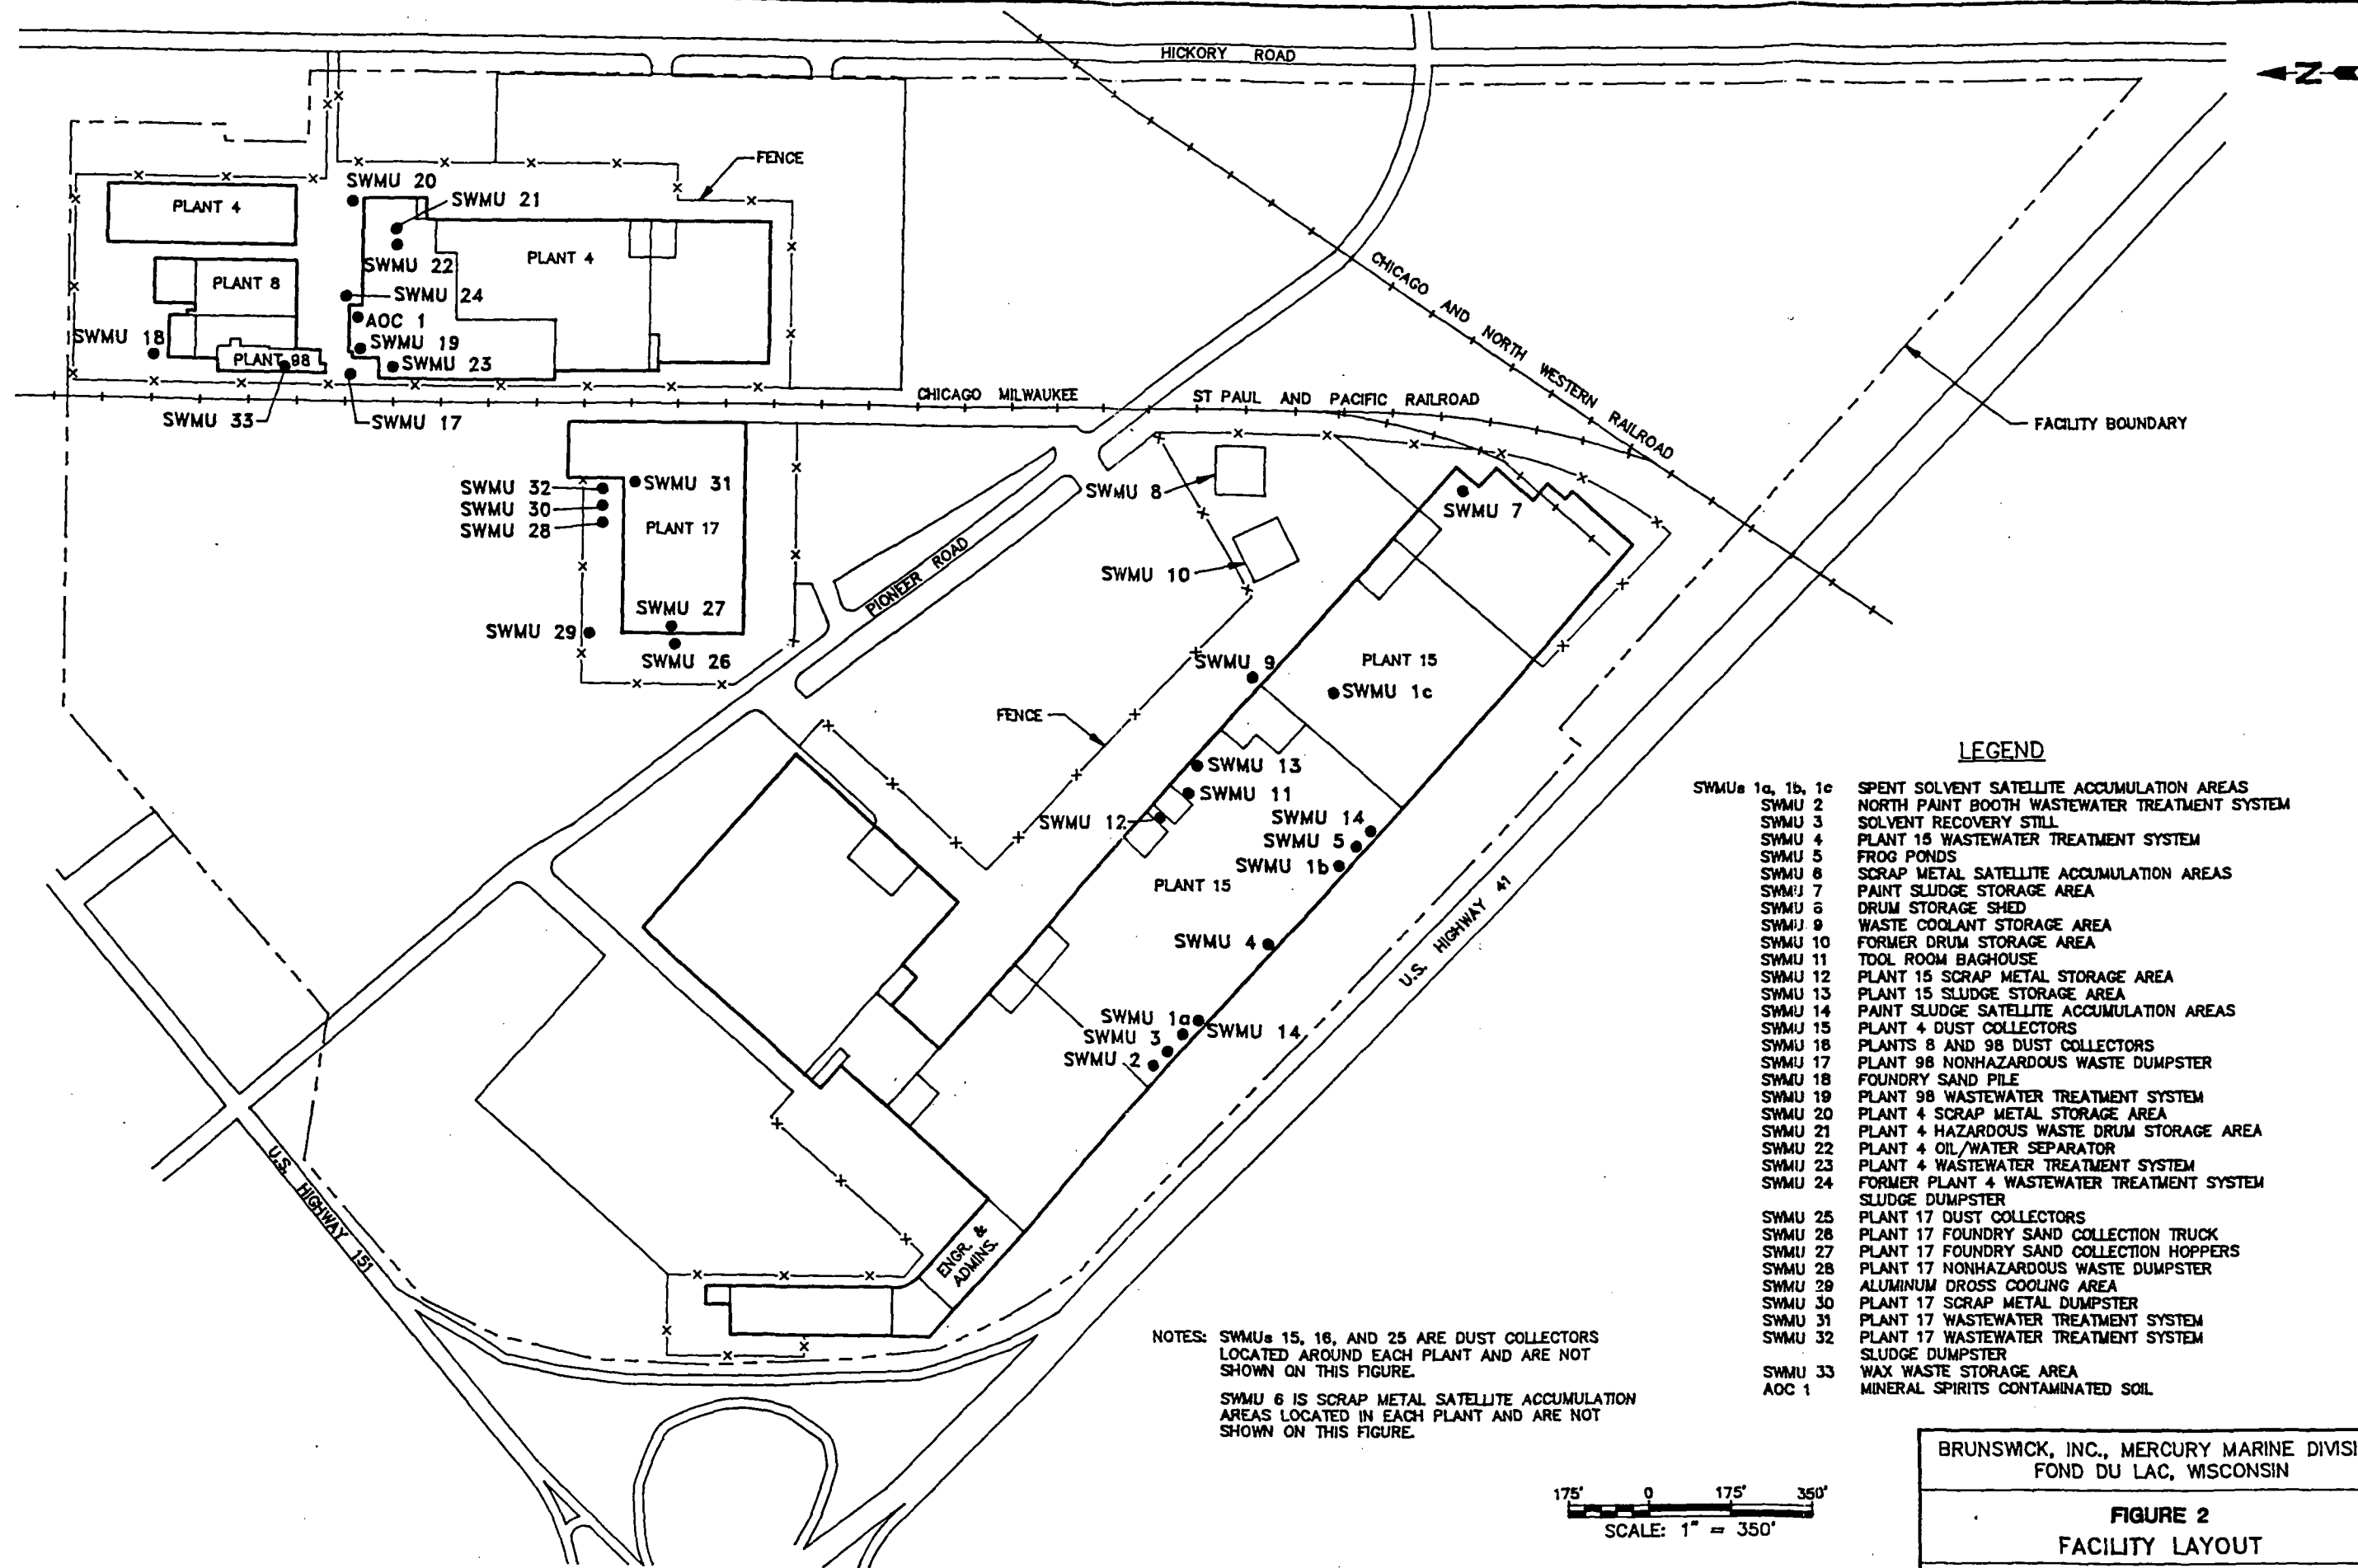 HICKORY ROAD
N
FENCE
SWMU 20
PLANT 4
SWMU 21
SWMU 22
PLANT 4
PLANT 8
SWMU 24
AOC 1
SWMU 18
SWMU 19
PLANT 98
SWMU 23
SWMU 33
SWMU 17
CHICAGO AND NORTH WESTERN RAILROAD
CHICAGO MILWAUKEE ST PAUL AND PACIFIC RAILROAD
FACILITY BOUNDARY
SWMU 32
SWMU 31
SWMU 30
SWMU 28
PLANT 17
SWMU 8
SWMU 7
SWMU 10
PIONEER ROAD
SWMU 27
SWMU 29
SWMU 26
SWMU 9
PLANT 15
SWMU 1c
FENCE
SWMU 13
SWMU 11
SWMU 12
SWMU 14
SWMU 5
SWMU 1b
PLANT 15
SWMU 4
U.S. HIGHWAY 41
SWMU 1a
SWMU 14
SWMU 3
SWMU 2
U.S. HIGHWAY 151
ENGR. &
ADMINS.
LEGEND
SWMUs 1a, 1b, 1c SPENT SOLVENT SATELLITE ACCUMULATION AREAS
SWMU 2 NORTH PAINT BOOTH WASTEWATER TREATMENT SYSTEM
SWMU 3 SOLVENT RECOVERY STILL
SWMU 4 PLANT 15 WASTEWATER TREATMENT SYSTEM
SWMU 5 FROG PONDS
SWMU 6 SCRAP METAL SATELLITE ACCUMULATION AREAS
SWMU 7 PAINT SLUDGE STORAGE AREA
SWMU 8 DRUM STORAGE SHED
SWMU 9 WASTE COOLANT STORAGE AREA
SWMU 10 FORMER DRUM STORAGE AREA
SWMU 11 TOOL ROOM BAGHOUSE
SWMU 12 PLANT 15 SCRAP METAL STORAGE AREA
SWMU 13 PLANT 15 SLUDGE STORAGE AREA
SWMU 14 PAINT SLUDGE SATELLITE ACCUMULATION AREAS
SWMU 15 PLANT 4 DUST COLLECTORS
SWMU 16 PLANTS 8 AND 98 DUST COLLECTORS
SWMU 17 PLANT 98 NONHAZARDOUS WASTE DUMPSTER
SWMU 18 FOUNDRY SAND PILE
SWMU 19 PLANT 98 WASTEWATER TREATMENT SYSTEM
SWMU 20 PLANT 4 SCRAP METAL STORAGE AREA
SWMU 21 PLANT 4 HAZARDOUS WASTE DRUM STORAGE AREA
SWMU 22 PLANT 4 OIL/WATER SEPARATOR
SWMU 23 PLANT 4 WASTEWATER TREATMENT SYSTEM
SWMU 24 FORMER PLANT 4 WASTEWATER TREATMENT SYSTEM
SLUDGE DUMPSTER
SWMU 25 PLANT 17 DUST COLLECTORS
SWMU 26 PLANT 17 FOUNDRY SAND COLLECTION TRUCK
SWMU 27 PLANT 17 FOUNDRY SAND COLLECTION HOPPERS
SWMU 28 PLANT 17 NONHAZARDOUS WASTE DUMPSTER
SWMU 29 ALUMINUM DROSS COOLING AREA
SWMU 30 PLANT 17 SCRAP METAL DUMPSTER
SWMU 31 PLANT 17 WASTEWATER TREATMENT SYSTEM
SWMU 32 PLANT 17 WASTEWATER TREATMENT SYSTEM
SLUDGE DUMPSTER
SWMU 33 WAX WASTE STORAGE AREA
AOC 1 MINERAL SPIRITS CONTAMINATED SOIL
NOTES: SWMUs 15, 16, AND 25 ARE DUST COLLECTORS
LOCATED AROUND EACH PLANT AND ARE NOT
SHOWN ON THIS FIGURE.
SWMU 6 IS SCRAP METAL SATELLITE ACCUMULATION
AREAS LOCATED IN EACH PLANT AND ARE NOT
SHOWN ON THIS FIGURE.
175' 0 175' 350'
SCALE: 1" = 350'
BRUNSWICK, INC., MERCURY MARINE DIVISI
FOND DU LAC, WISCONSIN
FIGURE 2
FACILITY LAYOUT